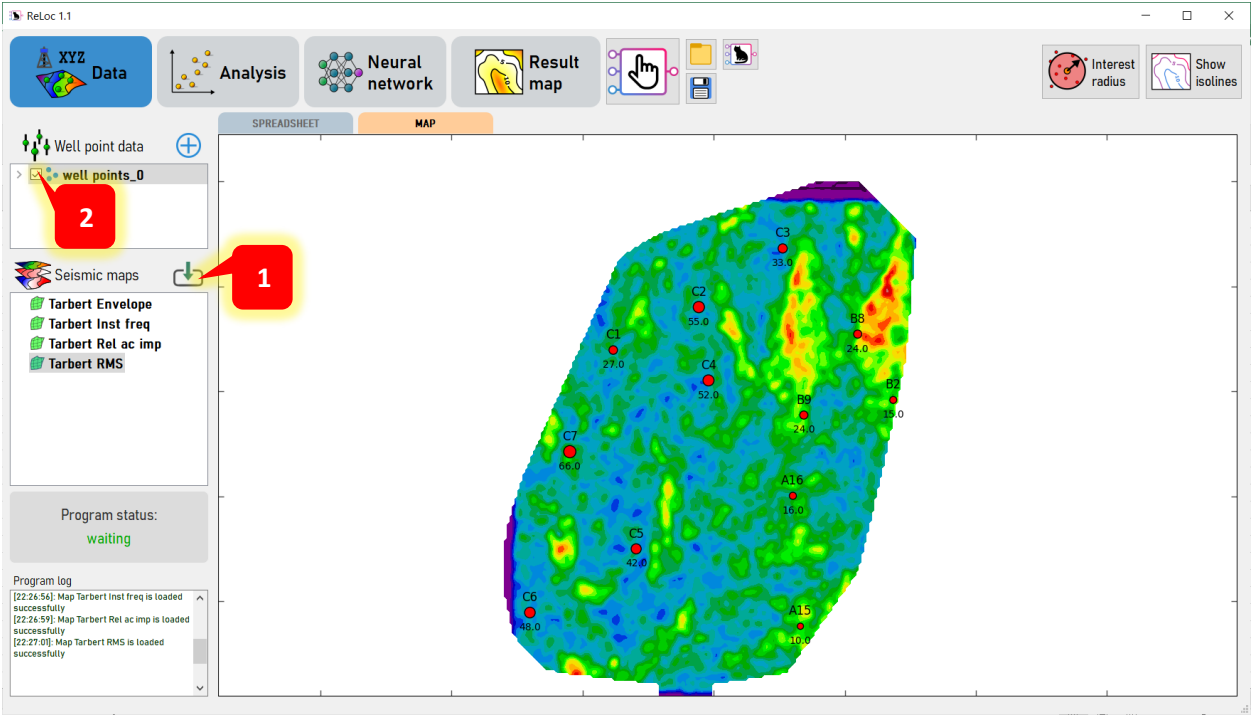 ReLoc 1.1
XYZ
Data
Analysis
Neural
network
Result
map
Interest
radius
Show
isolines
Well point data
SPREADSHEET
MAP
well points_0
2
Seismic maps
1
Tarbert Envelope
Tarbert Inst freq
Tarbert Rel ac imp
Tarbert RMS
C3
33.0
C2
55.0
B8
24.0
C1
27.0
C4
52.0
B2
15.0
B9
24.0
C7
66.0
A16
16.0
C5
42.0
C6
48.0
A15
10.0
Program status:
waiting
Program log
[22:26:56]: Map Tarbert Inst freq is loaded
successfully
[22:26:59]: Map Tarbert Rel ac imp is loaded
successfully
[22:27:01]: Map Tarbert RMS is loaded
successfully